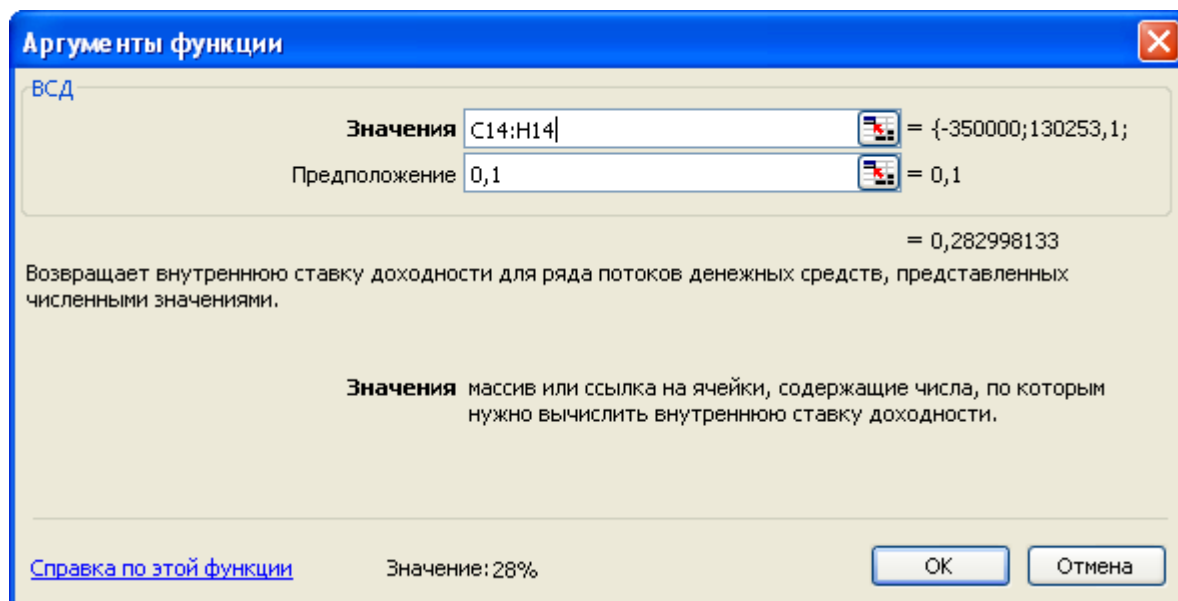 Аргументы функции
ВСД
Значения C14:H14 = {-350000;130253,1;
Предположение 0,1 = 0,1
= 0,282998133
Возвращает внутреннюю ставку доходности для ряда потоков денежных средств, представленных
численными значениями.
Значения массив или ссылка на ячейки, содержащие числа, по которым
нужно вычислить внутреннюю ставку доходности.
Справка по этой функции Значение: 28% ОК Отмена